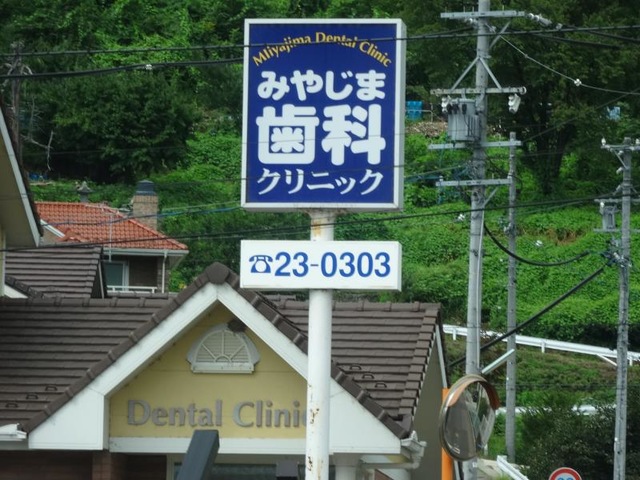 Miyajima Dental Clinic
みやじま
歯科
クリニック
☎23-0303
Dental Clinic